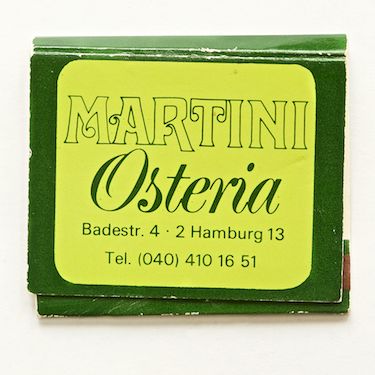 MARTINI
Osteria
Badestr. 4 · 2 Hamburg 13
Tel. (040) 410 16 51